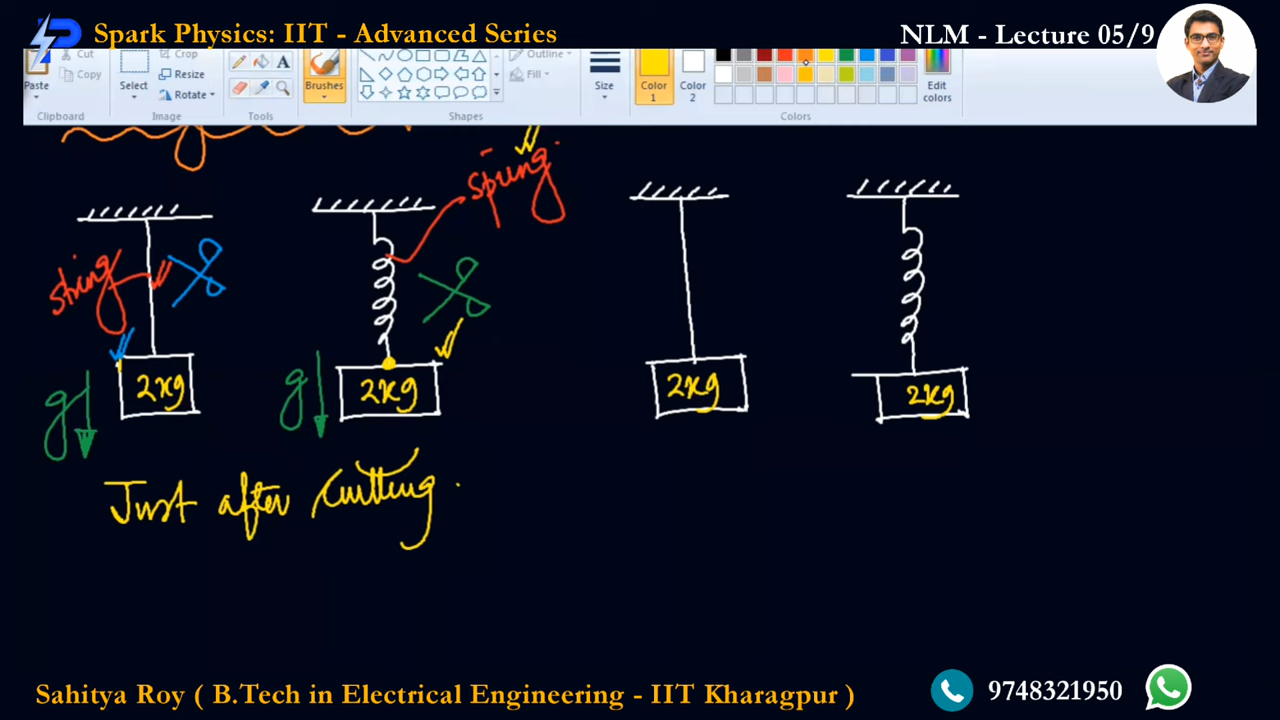 Spark Physics: IIT - Advanced Series
NLM - Lecture 05/9
Cut
Crop
Outline
Copy
Resize
Fill
Paste
Rotate
Select
Brushes
Size
Color 1
Color 2
Edit colors
Clipboard
Image
Tools
Shapes
Colors
spring
string
g
2kg
g
2kg
2kg
2kg
Just after Cutting.
Sahitya Roy ( B.Tech in Electrical Engineering - IIT Kharagpur )
9748321950